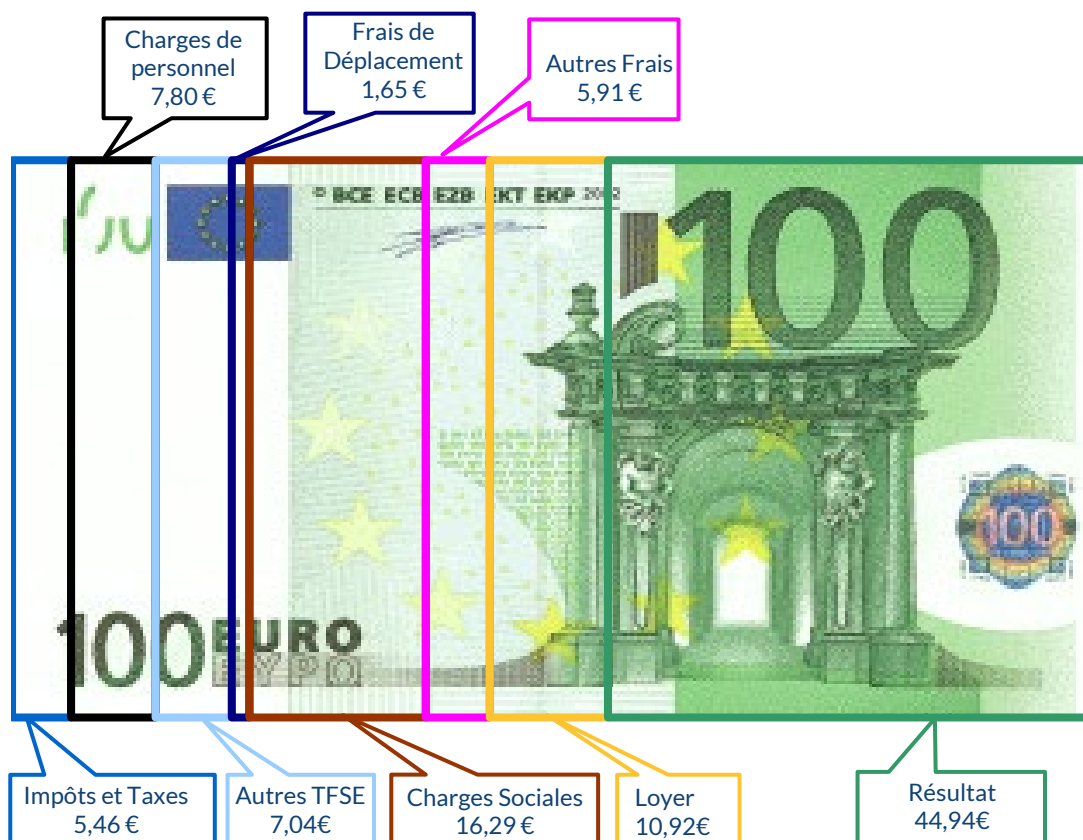 Charges de
personnel
7,80 €
Frais de
Déplacement
1,65 €
Autres Frais
5,91 €
© BCE ECB EZB EKT EKP 2002
100
100
100 EURO
EYPO
Impôts et Taxes
5,46 €
Autres TFSE
7,04€
Charges Sociales
16,29 €
Loyer
10,92€
Résultat
44,94€